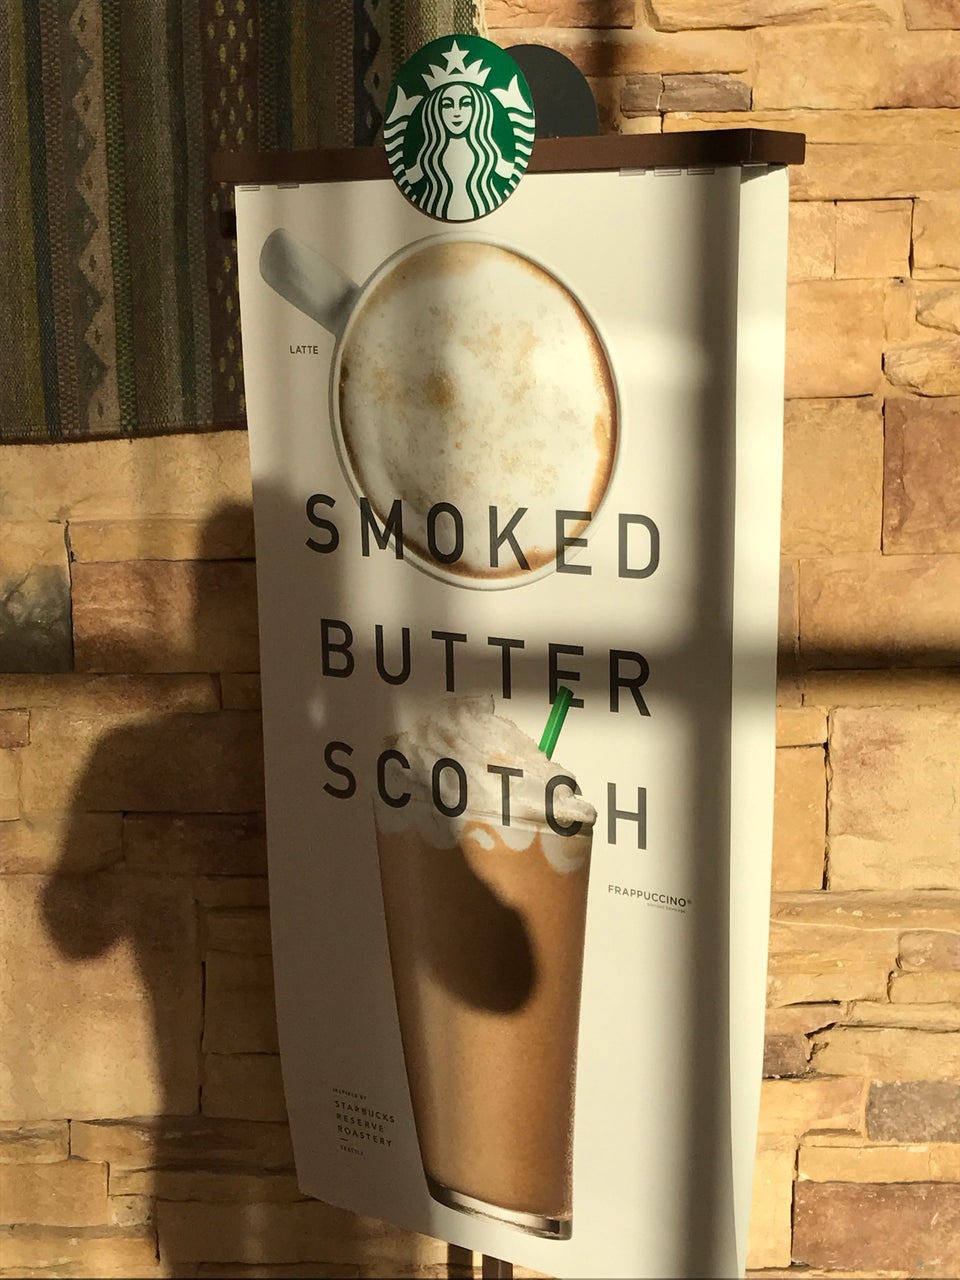 LATTE
SMOKED
BUTTER
SCOTCH
FRAPPUCCINO®
INSPIRED BY
STARBUCKS
RESERVE
ROASTERY
—
SEATTLE